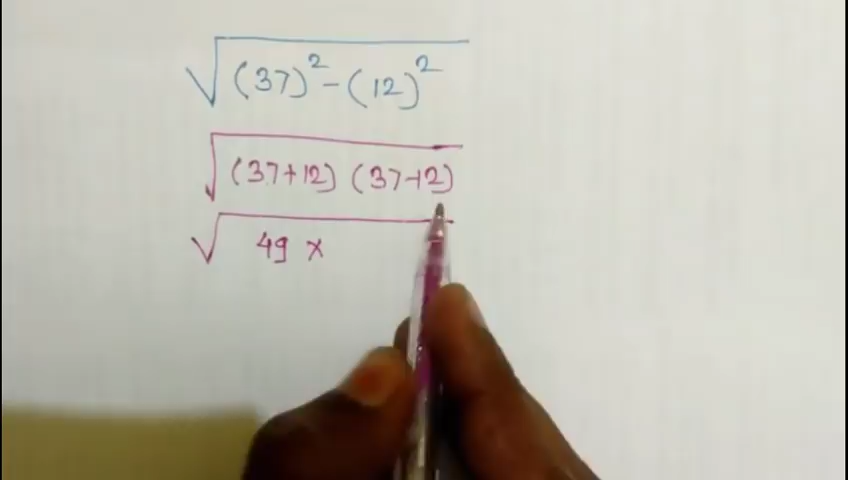 √(37)² - (12)²
√(37+12) (37-12)
√49 ×